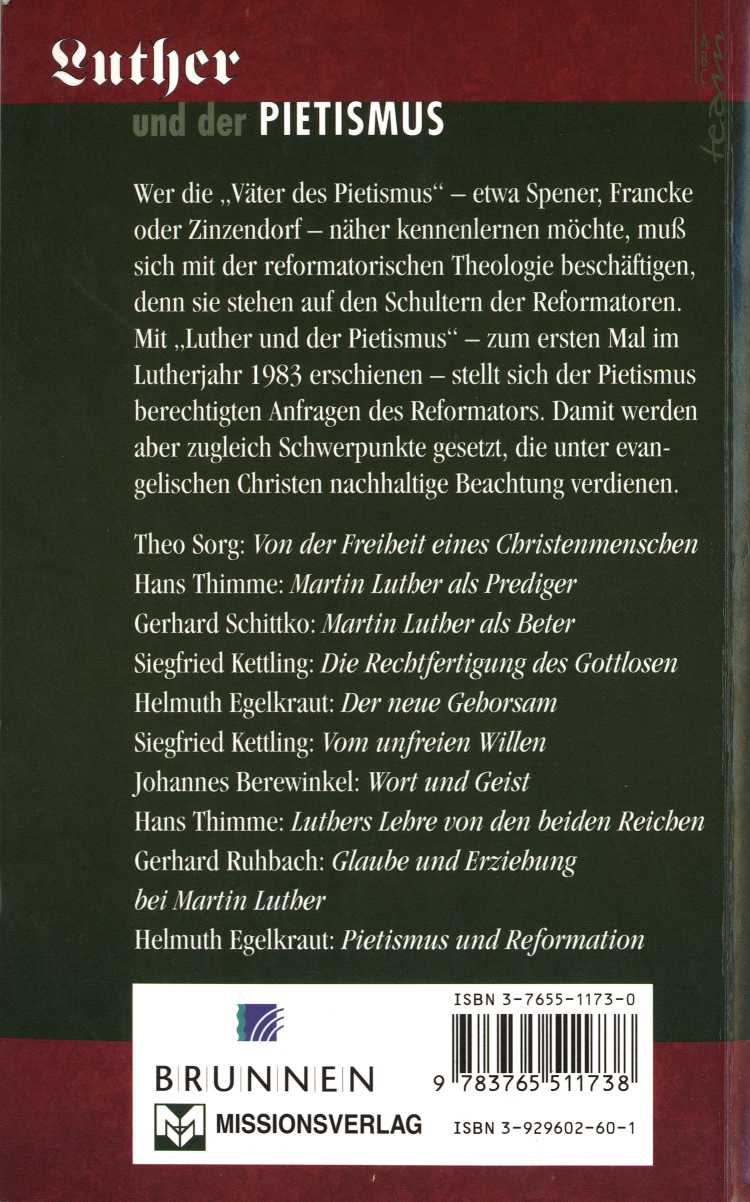 Luther
und der PIETISMUS
team
Wer die „Väter des Pietismus“ – etwa Spener, Francke
oder Zinzendorf – näher kennenlernen möchte, muß
sich mit der reformatorischen Theologie beschäftigen,
denn sie stehen auf den Schultern der Reformatoren.
Mit „Luther und der Pietismus“ – zum ersten Mal im
Lutherjahr 1983 erschienen – stellt sich der Pietismus
berechtigten Anfragen des Reformators. Damit werden
aber zugleich Schwerpunkte gesetzt, die unter evan-
gelischen Christen nachhaltige Beachtung verdienen.
Theo Sorg: Von der Freiheit eines Christenmenschen
Hans Thimme: Martin Luther als Prediger
Gerhard Schittko: Martin Luther als Beter
Siegfried Kettling: Die Rechtfertigung des Gottlosen
Helmuth Egelkraut: Der neue Gehorsam
Siegfried Kettling: Vom unfreien Willen
Johannes Berewinkel: Wort und Geist
Hans Thimme: Luthers Lehre von den beiden Reichen
Gerhard Ruhbach: Glaube und Erziehung
bei Martin Luther
Helmuth Egelkraut: Pietismus und Reformation
ISBN 3-7655-1173-0
BRUNNEN
9 783765 511738
MISSIONSVERLAG
ISBN 3-929602-60-1